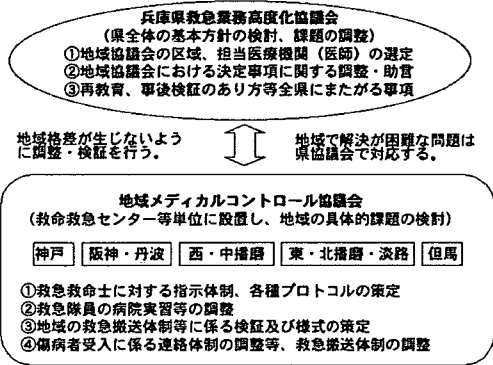 兵庫県救急業務高度化協議会
（県全体の基本方針の検討、課題の調整）
①地域協議会の区域、担当医療機関（医師）の選定
②地域協議会における決定事項に関する調整・助言
③再教育、事後検証のあり方等全県にまたがる事項
地域格差が生じないよう
に調整・検証を行う。
地域で解決が困難な問題は
県協議会で対応する。
地域メディカルコントロール協議会
（救命救急センター等単位に設置し、地域の具体的課題の検討）
神戸 阪神・丹波 西・中播磨 東・北播磨・淡路 但馬
①救急救命士に対する指示体制、各種プロトコルの策定
②救急隊員の病院実習等の調整
③地域の救急搬送体制等に係る検証及び様式の策定
④傷病者受入に係る連絡体制の調整等、救急搬送体制の調整